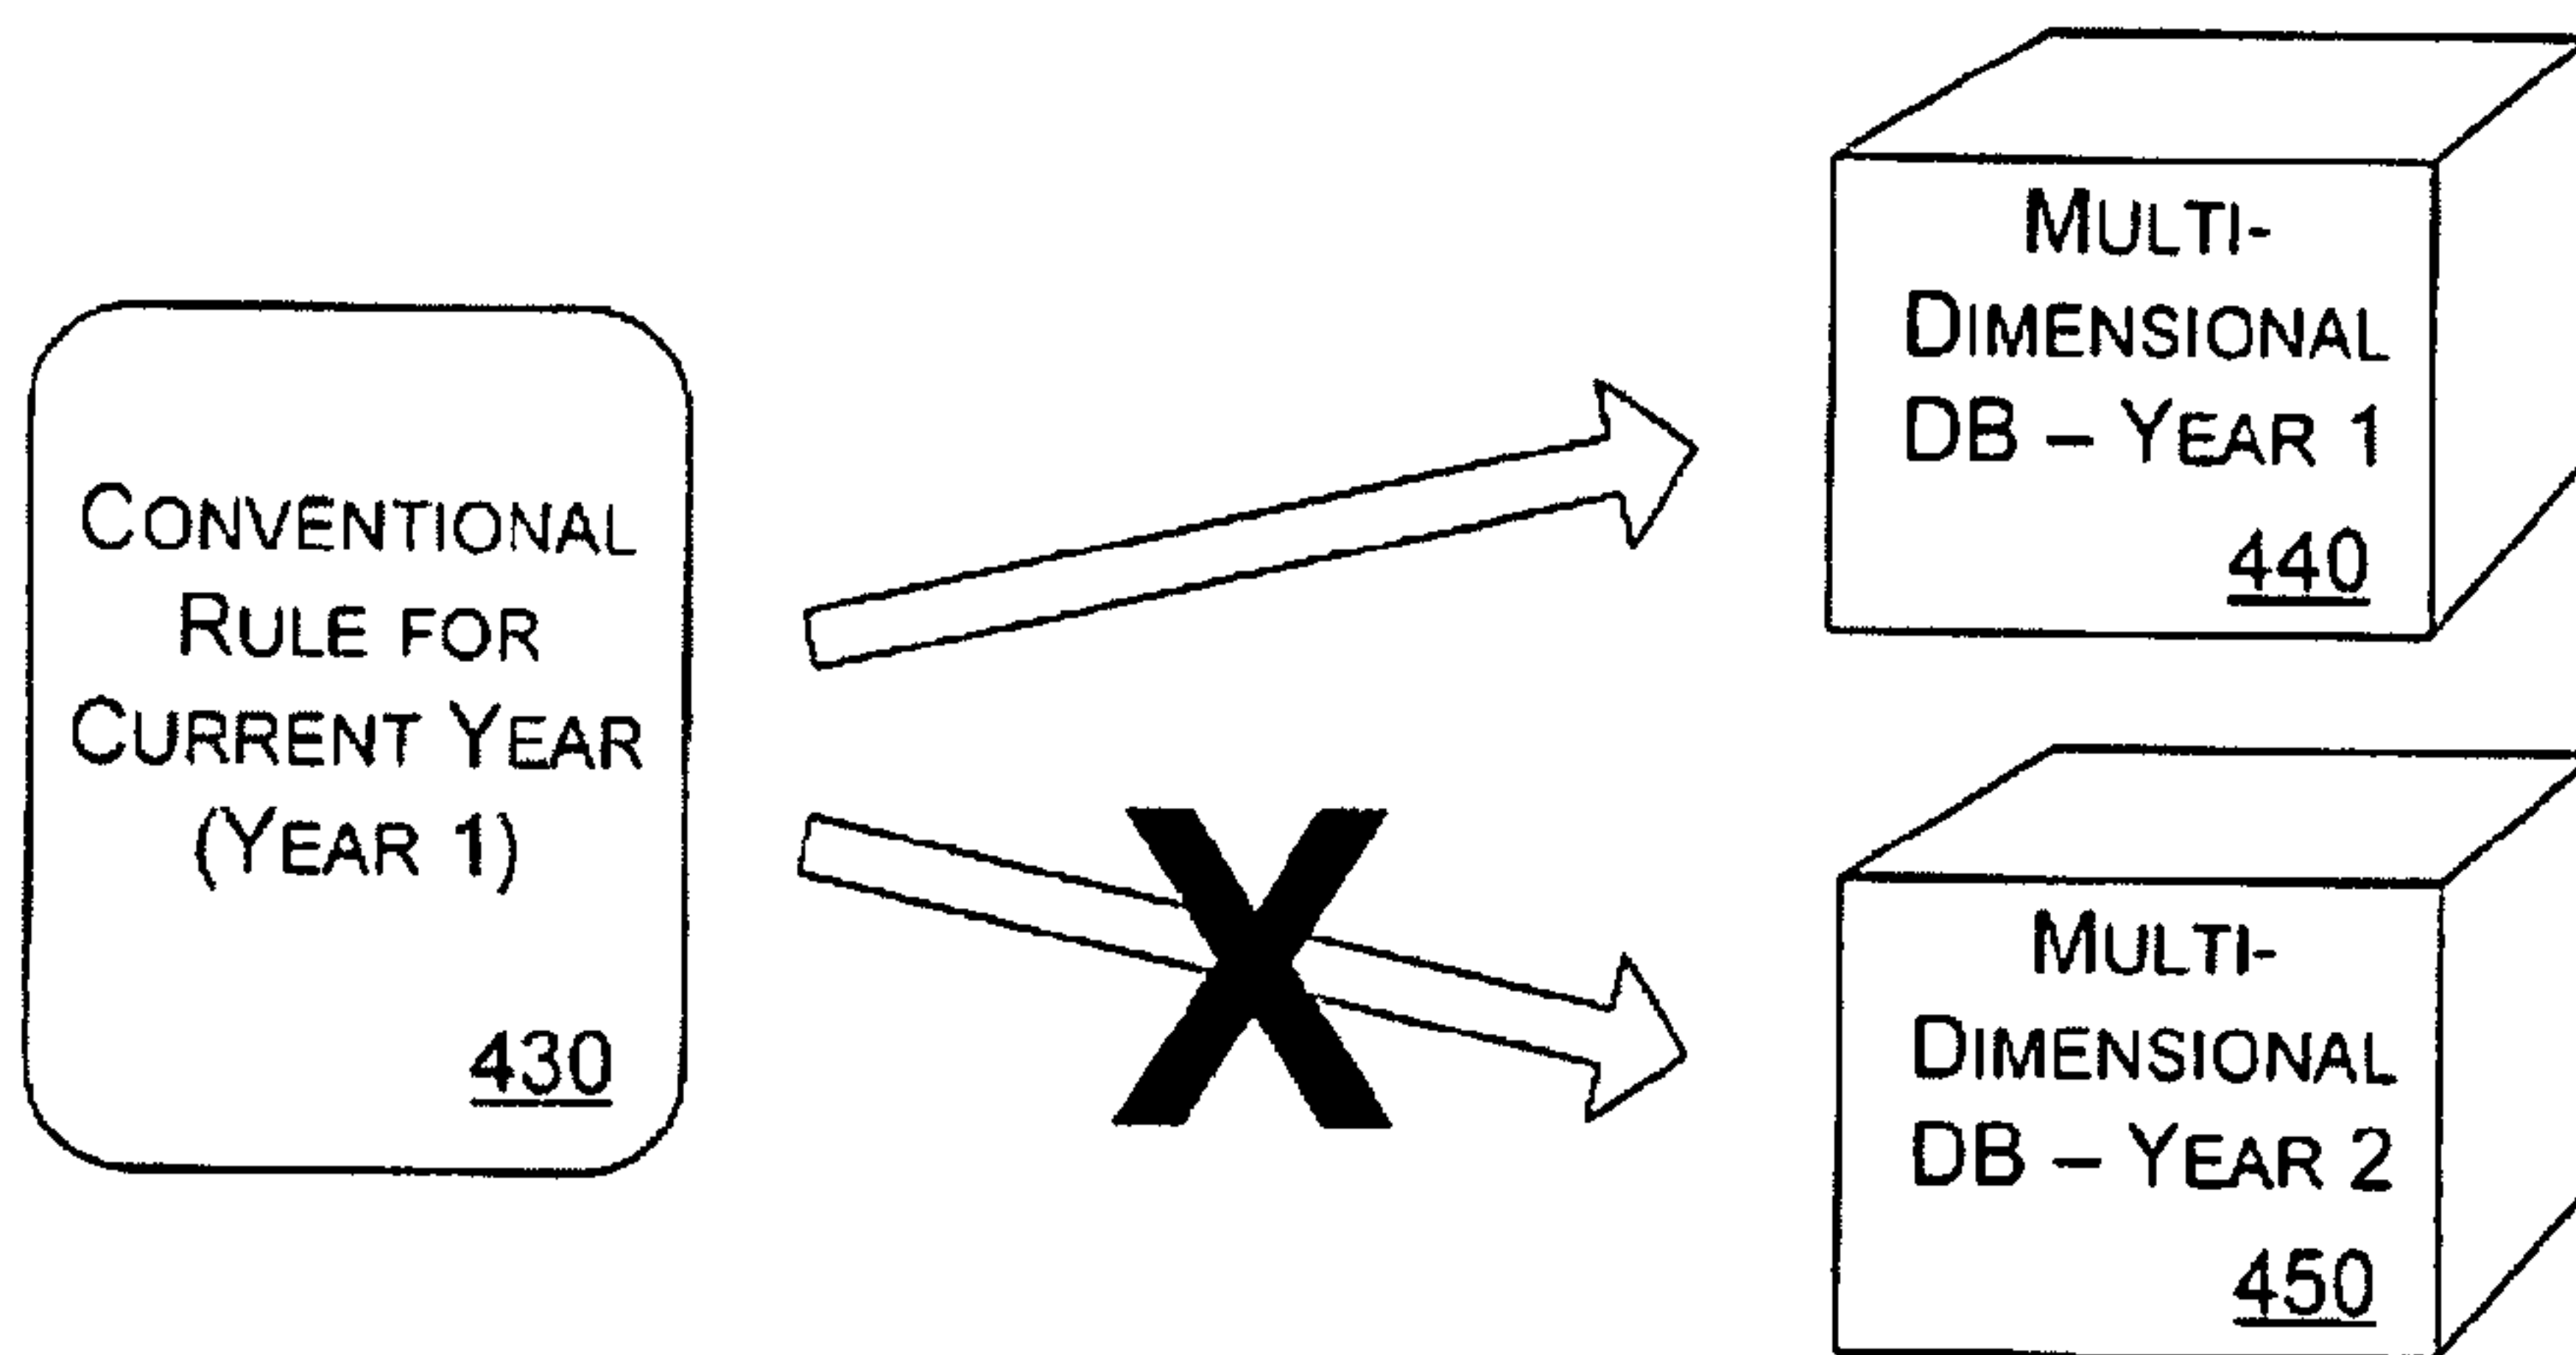 CONVENTIONAL
RULE FOR
CURRENT YEAR
(YEAR 1)
430
MULTI-
DIMENSIONAL
DB – YEAR 1
440
X
MULTI-
DIMENSIONAL
DB – YEAR 2
450